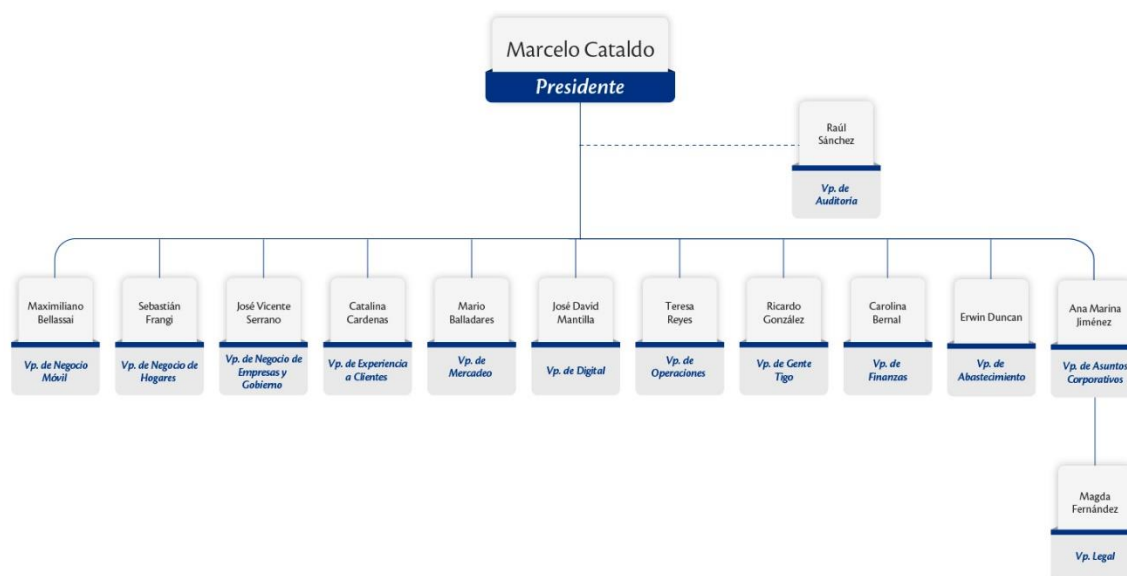 Marcelo Cataldo
Presidente
Raúl
Sánchez
Vp. de
Auditoría
Maximiliano
Bellassai
Vp. de Negocio
Móvil
Sebastián
Frangi
Vp. de Negocio de
Hogares
José Vicente
Serrano
Vp. de Negocio de
Empresas y
Gobierno
Catalina
Cardenas
Vp. de Experiencia
a Clientes
Mario
Balladares
Vp. de
Mercadeo
José David
Mantilla
Vp. de Digital
Teresa
Reyes
Vp. de
Operaciones
Ricardo
González
Vp. de Gente
Tigo
Carolina
Bernal
Vp. de
Finanzas
Erwin Duncan
Vp. de
Abastecimiento
Ana Marina
Jiménez
Vp. de Asuntos
Corporativos
Magda
Fernández
Vp. Legal